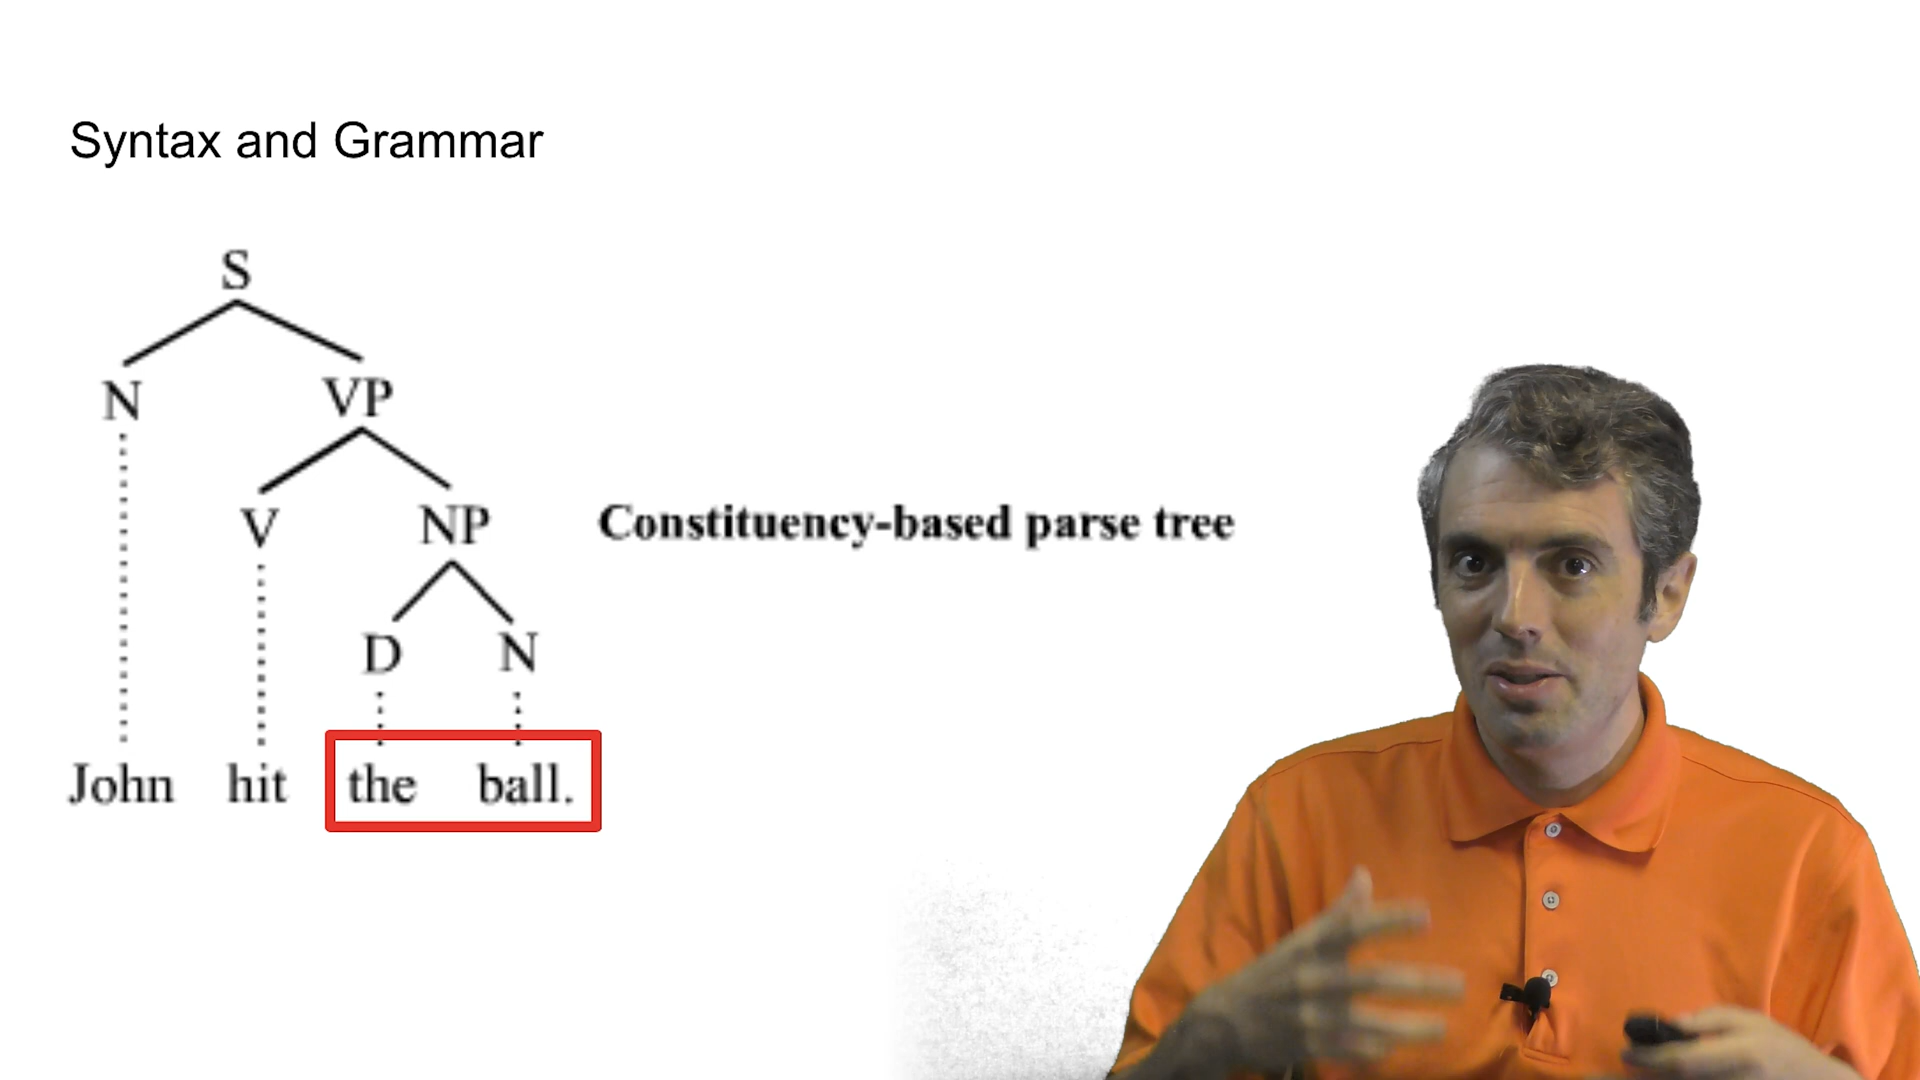 Syntax and Grammar
S
N VP
V NP
Constituency-based parse tree
D N
John hit the ball.